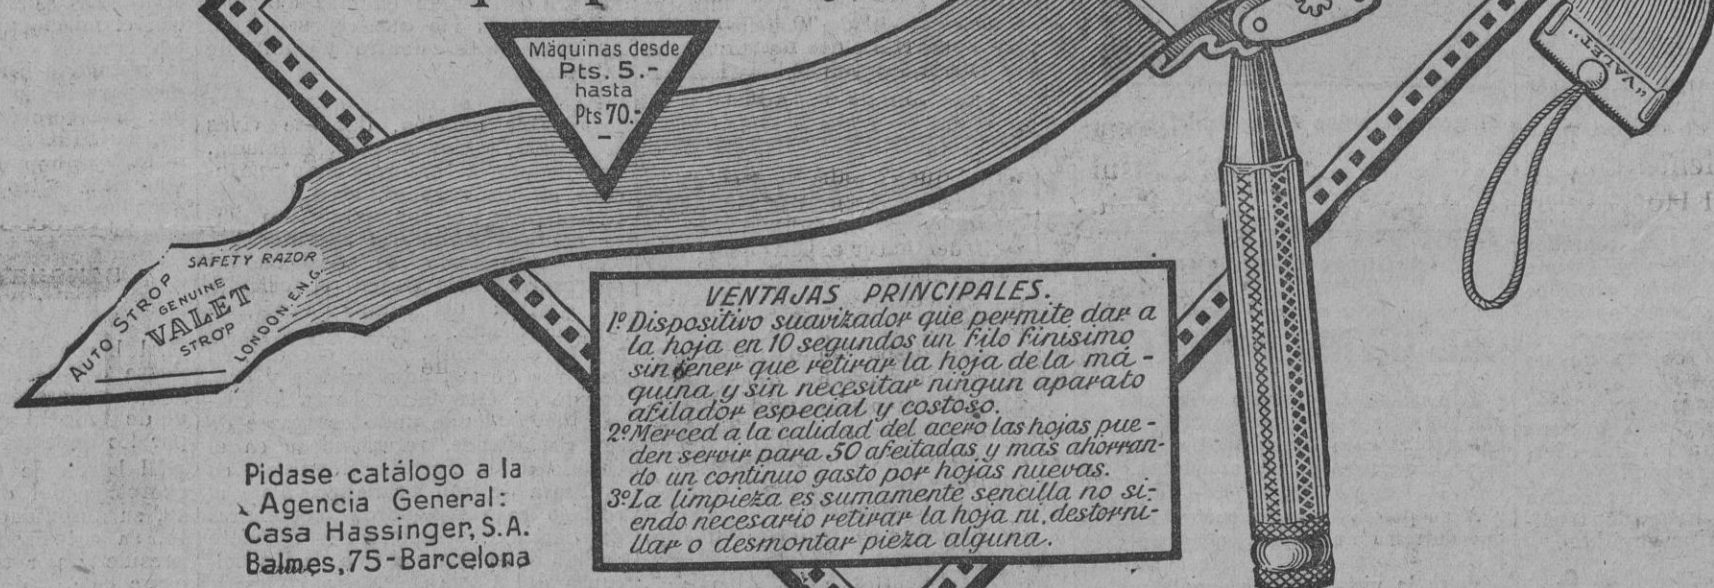 Máquinas desde
Pts. 5.-
hasta
Pts 70.-
"VALET"
AUTO STROP SAFETY RAZOR
GENUINE
VALET
STROP
LONDON.ENG.
VENTAJAS PRINCIPALES.
1º Dispositivo suavizador que permite dar a
la hoja en 10 segundos un filo finisimo
sin tener que retirar la hoja de la má-
quina y sin necesitar ningun aparato
afilador especial y costoso.
2º Merced a la calidad del acero las hojas pue-
den servir para 50 afeitadas y mas ahorran-
do un continuo gasto por hojas nuevas.
3º La limpieza es sumamente sencilla no si-
endo necesario retirar la hoja ni destorni-
llar o desmontar pieza alguna.
Pidase catálogo a la
Agencia General:
Casa Hassinger, S.A.
Balmes, 75-Barcelona